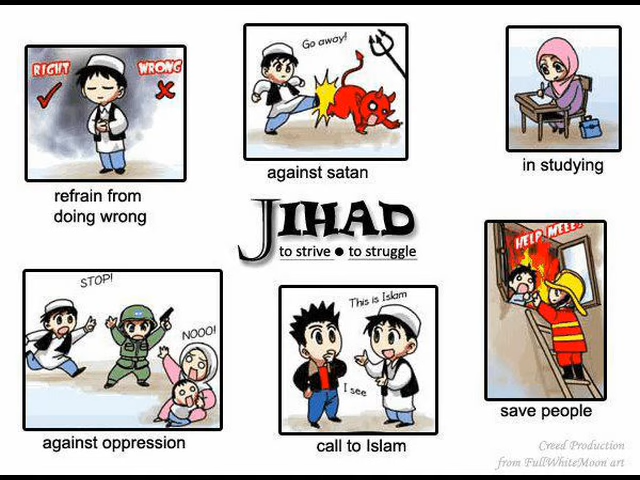 RIGHT
WRONG
refrain from
doing wrong
Go away!
against satan
in studying
JIHAD
to strive ● to struggle
STOP!
NOOO!
against oppression
This is Islam
I see
call to Islam
HELP MEEE!
save people
Creed Production
from FullWhiteMoon art